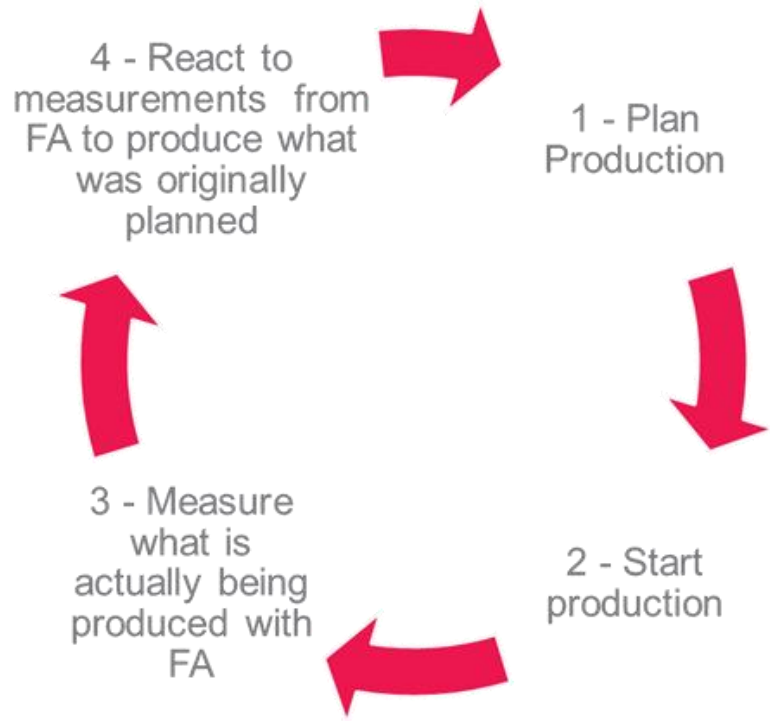 1 - Plan
Production
2 - Start
production
3 - Measure
what is
actually being
produced with
FA
4 - React to
measurements from
FA to produce what
was originally
planned